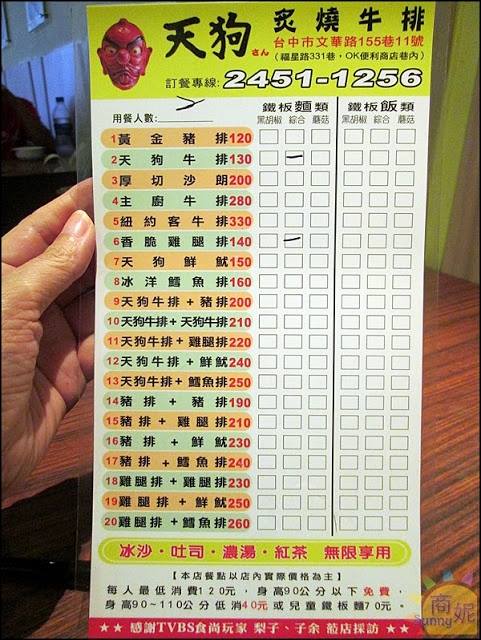 天狗さん 炙燒牛排
台中市文華路155巷11號
(福星路331巷,OK便利商店巷內)
訂餐專線:2451-1256
用餐人數:
鐵板麵類 鐵板飯類
黑胡椒 綜合 蘑菇 黑胡椒 綜合 蘑菇
1黃金豬排120
2天狗牛排130
3厚切沙朗200
4主廚牛排280
5紐約客牛排330
6香脆雞腿排140
7天狗鮮魷150
8冰洋鱈魚排160
9天狗牛排+豬排200
10天狗牛排+天狗牛排210
11天狗牛排+雞腿排220
12天狗牛排+鮮魷240
13天狗牛排+鱈魚排250
14豬排+豬排190
15豬排+雞腿排210
16豬排+鮮魷230
17豬排+鱈魚排240
18雞腿排+雞腿排230
19雞腿排+鮮魷250
20雞腿排+鱈魚排260
冰沙·吐司·濃湯·紅茶 無限享用
【本店餐點以店內實際價格為主】
每人最低消費120元,身高90公分以下免費,
身高90~110公分低消40元或兒童鐵板麵70元。
★★ 感謝TVBS食尚玩家 梨子、子余 蒞店採訪 ★★
商妮
Sunny